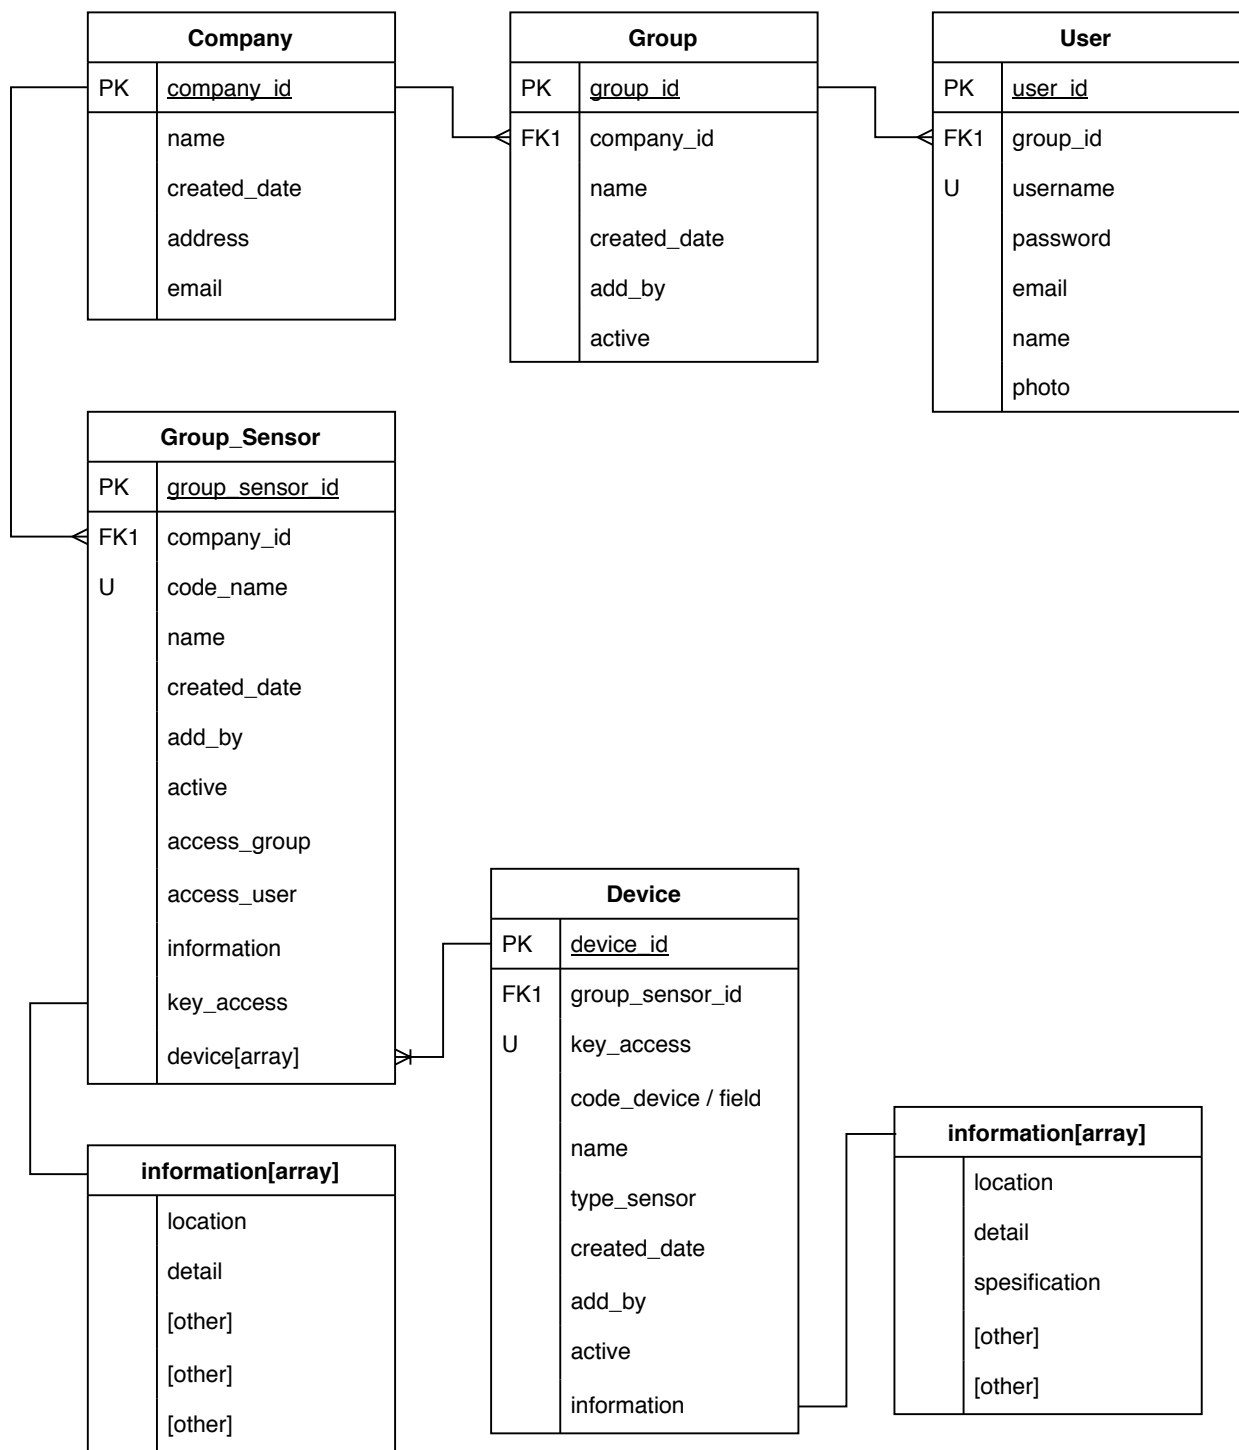 Company
PK company_id
name
created_date
address
email
Group
PK group_id
FK1 company_id
name
created_date
add_by
active
User
PK user_id
FK1 group_id
U username
password
email
name
photo
Group_Sensor
PK group_sensor_id
FK1 company_id
U code_name
name
created_date
add_by
active
access_group
access_user
information
key_access
device[array]
Device
PK device_id
FK1 group_sensor_id
U key_access
code_device / field
name
type_sensor
created_date
add_by
active
information
information[array]
location
detail
[other]
[other]
[other]
information[array]
location
detail
spesification
[other]
[other]